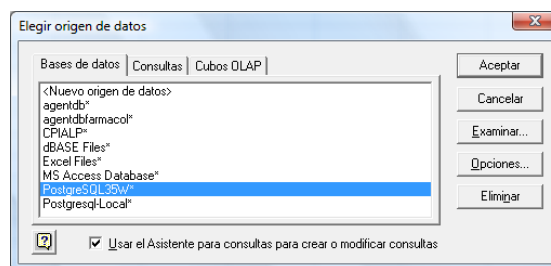 Elegir origen de datos
Bases de datos Consultas Cubos OLAP
<Nuevo origen de datos>
agentdb*
agentdbfarmacol*
CPIALP*
dBASE Files*
Excel Files*
MS Access Database*
PostgreSQL35W*
Postgresql-Local*
Aceptar
Cancelar
Examinar...
Opciones...
Eliminar
Usar el Asistente para consultas para crear o modificar consultas